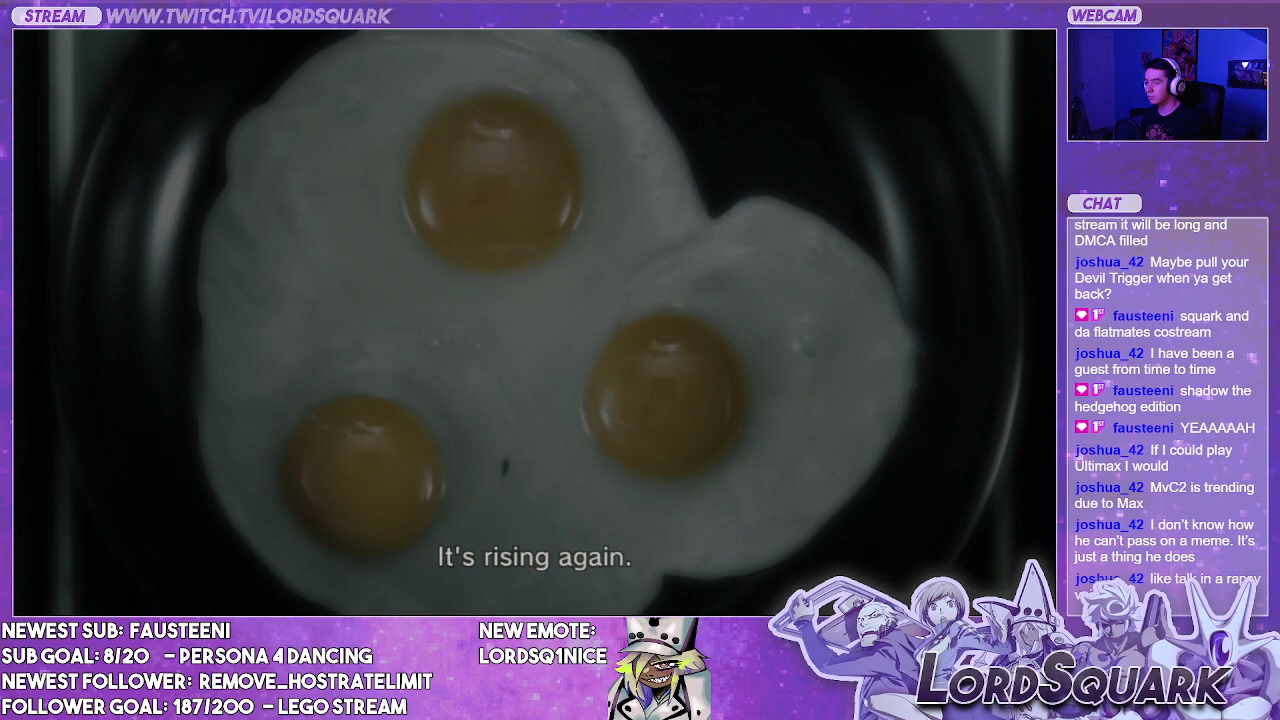 STREAM WWW.TWITCH.TV/LORDSQUARK
WEBCAM
CHAT
stream it will be long and
DMCA filled
joshua_42 Maybe pull your
Devil Trigger when ya get
back?
1ST fausteeni squark and
da flatmates costream
joshua_42 I have been a
guest from time to time
1ST fausteeni shadow the
hedgehog edition
1ST fausteeni YEAAAAAH
joshua_42 If I could play
Ultimax I would
joshua_42 MvC2 is trending
due to Max
joshua_42 I don't know how
he can't pass on a meme. It's
just a thing he does
joshua_42 like talk in a raspy
It's rising again.
NEWEST SUB: FAUSTEENI
SUB GOAL: 8/20 - PERSONA 4 DANCING
NEWEST FOLLOWER: REMOVE_HOSTRATELIMIT
FOLLOWER GOAL: 187/200 - LEGO STREAM
NEW EMOTE:
LORDSQ1NICE
LORDSQUARK